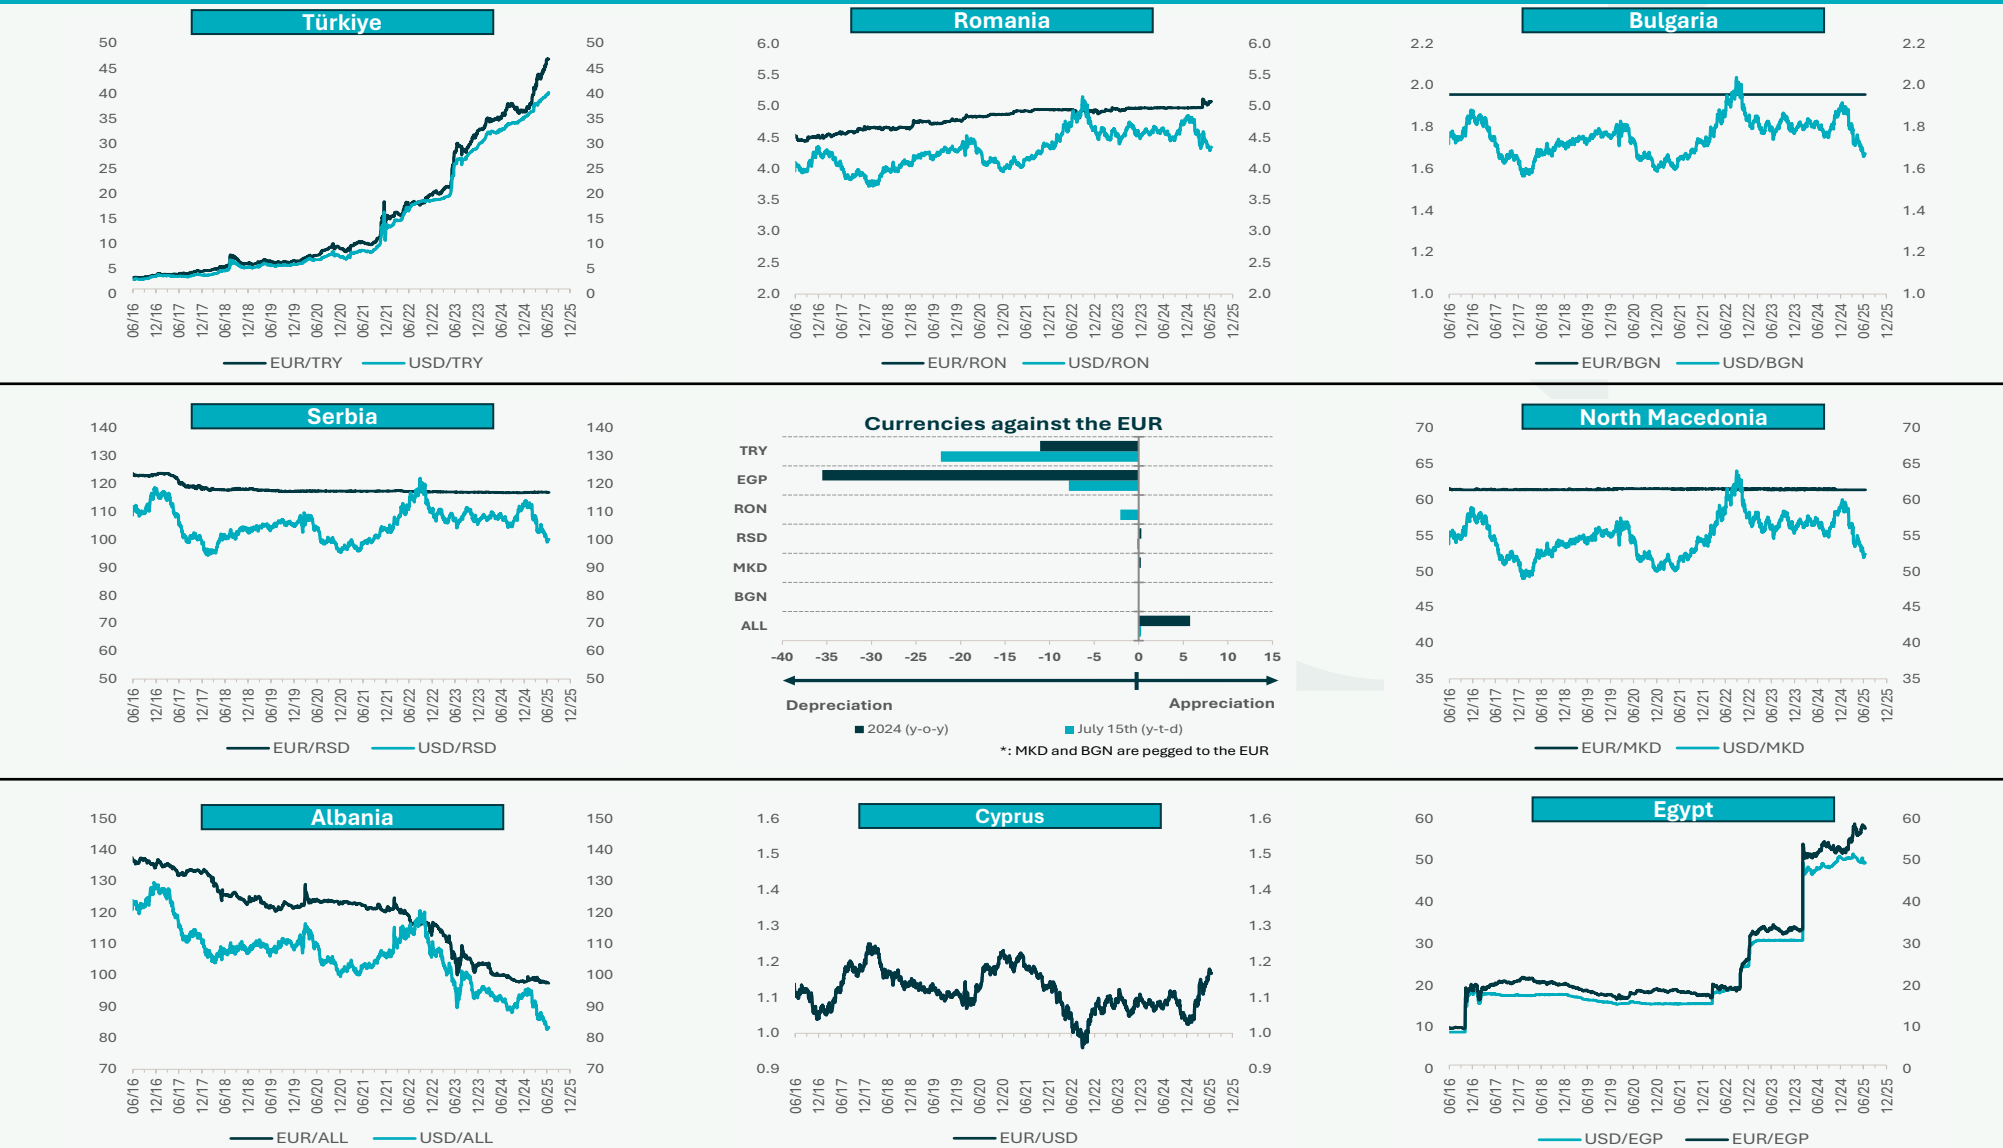 Türkiye
50 50
45 45
40 40
35 35
30 30
25 25
20 20
15 15
10 10
5 5
0 0
06/16 12/16 06/17 12/17 06/18 12/18 06/19 12/19 06/20 12/20 06/21 12/21 06/22 12/22 06/23 12/23 06/24 12/24 06/25 12/25
EUR/TRY USD/TRY
Romania
6.0 6.0
5.5 5.5
5.0 5.0
4.5 4.5
4.0 4.0
3.5 3.5
3.0 3.0
2.5 2.5
2.0 2.0
06/16 12/16 06/17 12/17 06/18 12/18 06/19 12/19 06/20 12/20 06/21 12/21 06/22 12/22 06/23 12/23 06/24 12/24 06/25 12/25
EUR/RON USD/RON
Bulgaria
2.2 2.2
2.0 2.0
1.8 1.8
1.6 1.6
1.4 1.4
1.2 1.2
1.0 1.0
06/16 12/16 06/17 12/17 06/18 12/18 06/19 12/19 06/20 12/20 06/21 12/21 06/22 12/22 06/23 12/23 06/24 12/24 06/25 12/25
EUR/BGN USD/BGN
Serbia
140 140
130 130
120 120
110 110
100 100
90 90
80 80
70 70
60 60
50 50
06/16 12/16 06/17 12/17 06/18 12/18 06/19 12/19 06/20 12/20 06/21 12/21 06/22 12/22 06/23 12/23 06/24 12/24 06/25 12/25
EUR/RSD USD/RSD
Currencies against the EUR
TRY
EGP
RON
RSD
MKD
BGN
ALL
-40 -35 -30 -25 -20 -15 -10 -5 0 5 10 15
Depreciation Appreciation
2024 (y-o-y) July 15th (y-t-d)
*: MKD and BGN are pegged to the EUR
North Macedonia
70 70
65 65
60 60
55 55
50 50
45 45
40 40
35 35
06/16 12/16 06/17 12/17 06/18 12/18 06/19 12/19 06/20 12/20 06/21 12/21 06/22 12/22 06/23 12/23 06/24 12/24 06/25 12/25
EUR/MKD USD/MKD
Albania
150 150
140 140
130 130
120 120
110 110
100 100
90 90
80 80
70 70
06/16 12/16 06/17 12/17 06/18 12/18 06/19 12/19 06/20 12/20 06/21 12/21 06/22 12/22 06/23 12/23 06/24 12/24 06/25 12/25
EUR/ALL USD/ALL
Cyprus
1.6 1.6
1.5 1.5
1.4 1.4
1.3 1.3
1.2 1.2
1.1 1.1
1.0 1.0
0.9 0.9
06/16 12/16 06/17 12/17 06/18 12/18 06/19 12/19 06/20 12/20 06/21 12/21 06/22 12/22 06/23 12/23 06/24 12/24 06/25 12/25
EUR/USD
Egypt
60 60
50 50
40 40
30 30
20 20
10 10
0 0
06/16 12/16 06/17 12/17 06/18 12/18 06/19 12/19 06/20 12/20 06/21 12/21 06/22 12/22 06/23 12/23 06/24 12/24 06/25 12/25
USD/EGP EUR/EGP